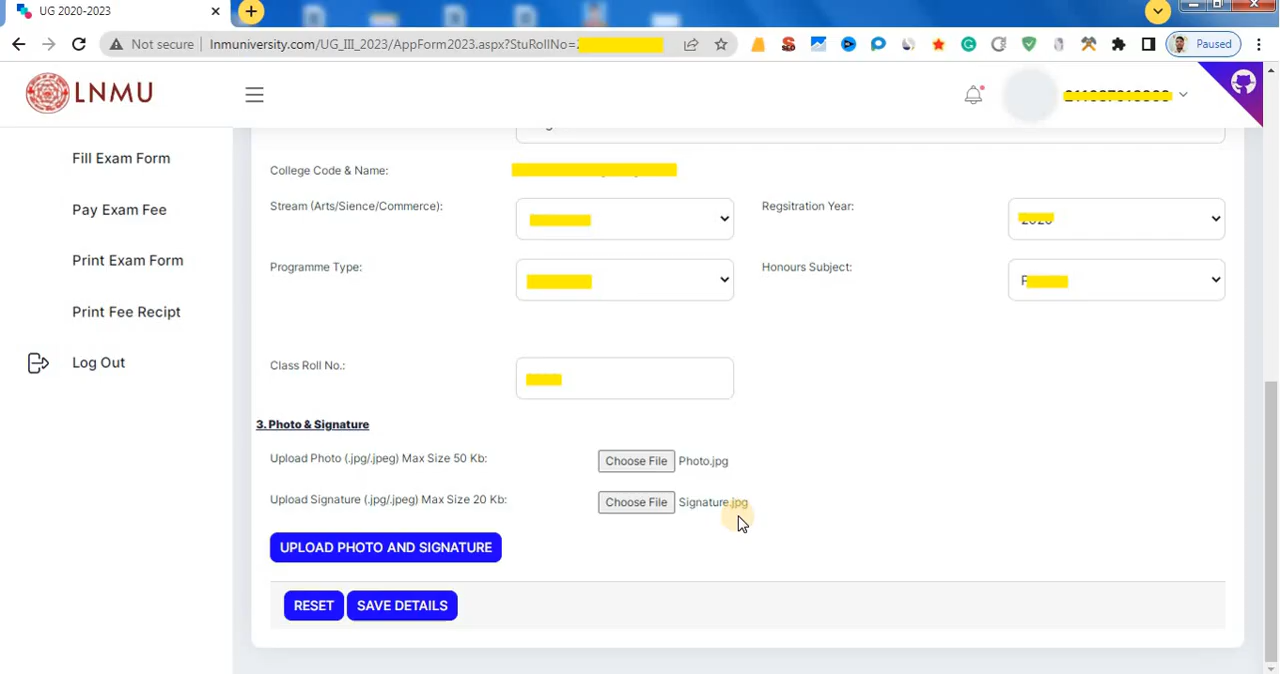 UG 2020-2023
Not secure
lnmuniversity.com/UG_III_2023/AppForm2023.aspx?StuRollNo=
Paused
LNMU
Fill Exam Form
Pay Exam Fee
Print Exam Form
Print Fee Recipt
Log Out
College Code & Name:
Stream (Arts/Sience/Commerce):
Regsitration Year:
Programme Type:
Honours Subject:
Class Roll No.:
3. Photo & Signature
Upload Photo (.jpg/.jpeg) Max Size 50 Kb:
Choose File Photo.jpg
Upload Signature (.jpg/.jpeg) Max Size 20 Kb:
Choose File Signature.jpg
UPLOAD PHOTO AND SIGNATURE
RESET SAVE DETAILS